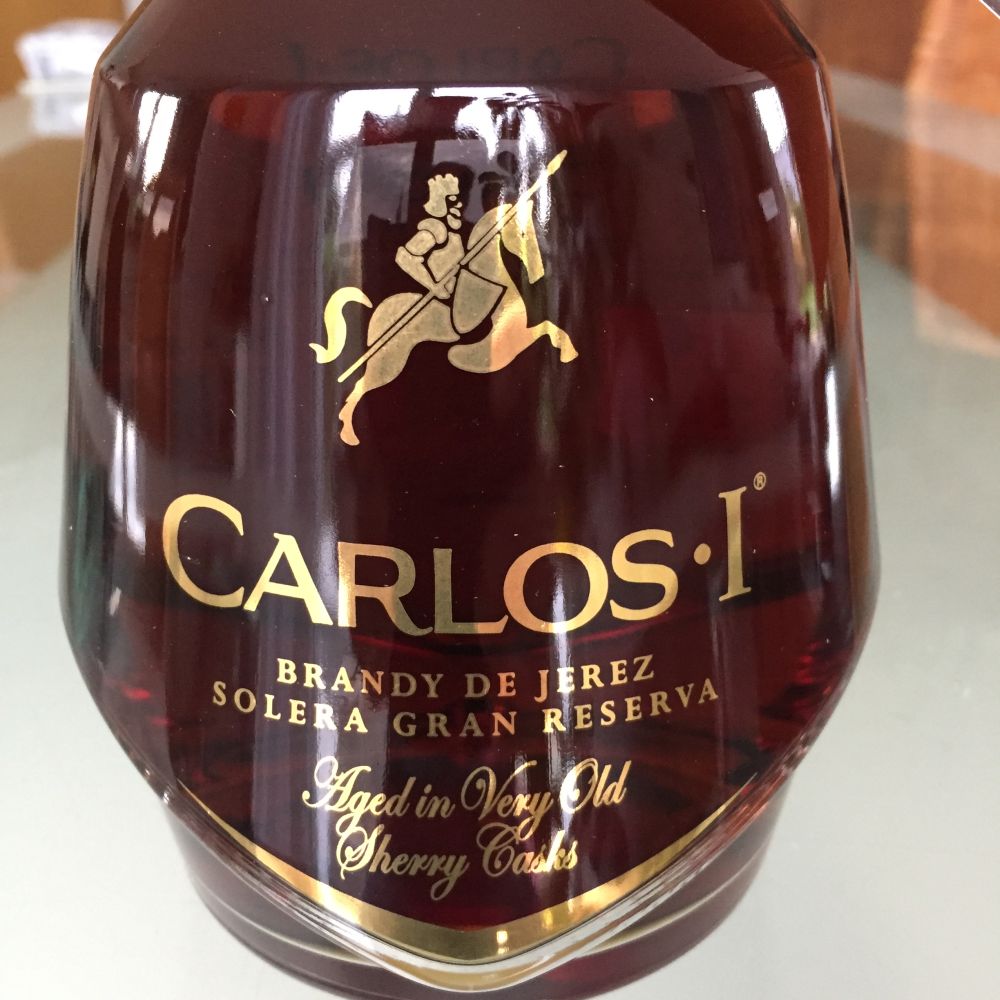 CARLOS·I®
BRANDY DE JEREZ
SOLERA GRAN RESERVA
Aged in Very Old
Sherry Casks